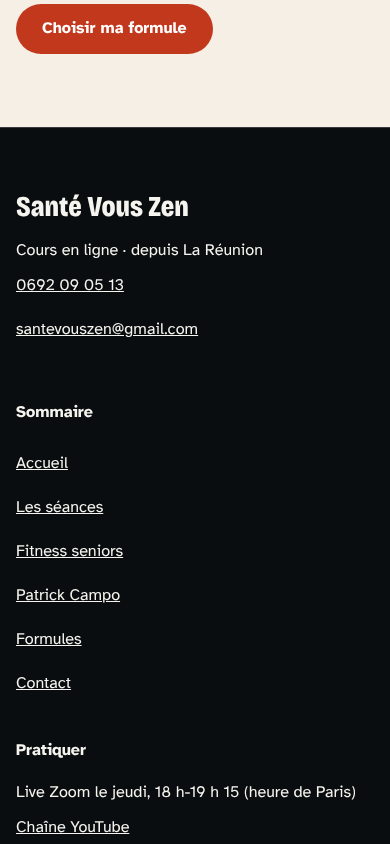 Choisir ma formule
Santé Vous Zen
Cours en ligne · depuis La Réunion
0692 09 05 13
santevouszen@gmail.com
Sommaire
Accueil
Les séances
Fitness seniors
Patrick Campo
Formules
Contact
Pratiquer
Live Zoom le jeudi, 18 h-19 h 15 (heure de Paris)
Chaîne YouTube